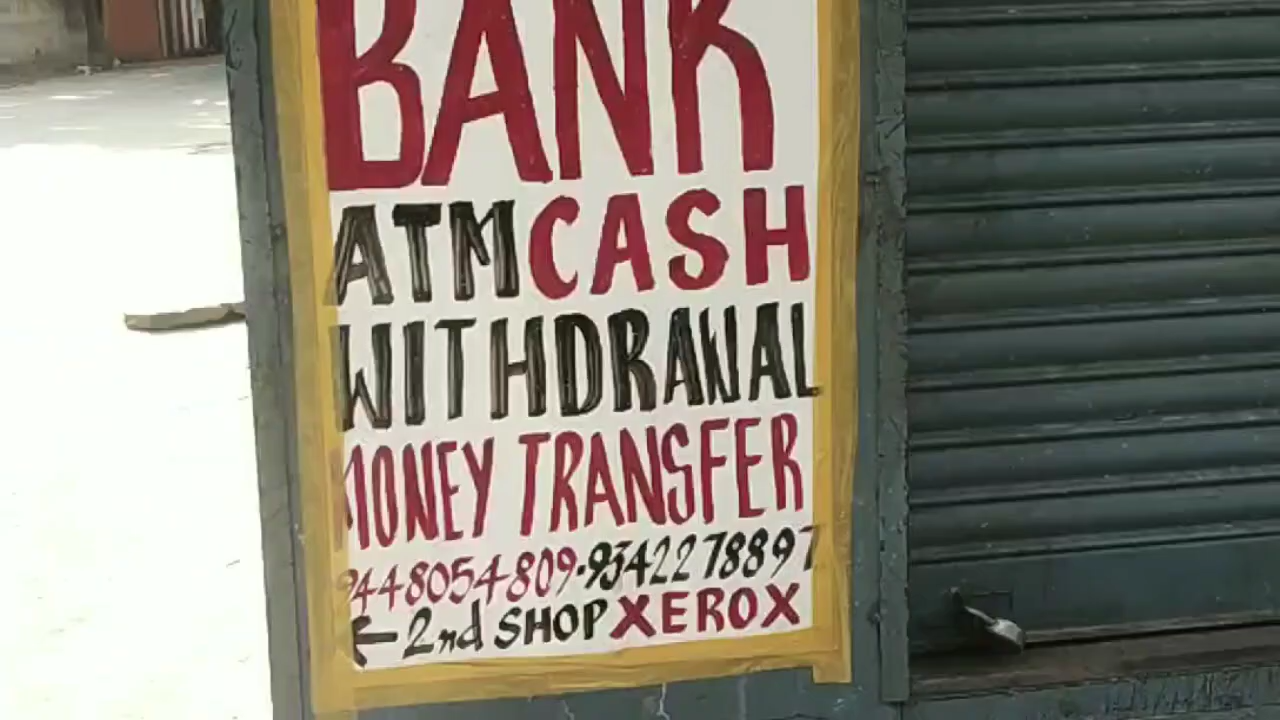 BANK
ATM CASH
WITHDRAWAL
MONEY TRANSFER
9448054809·9342278897
←2nd SHOP XEROX